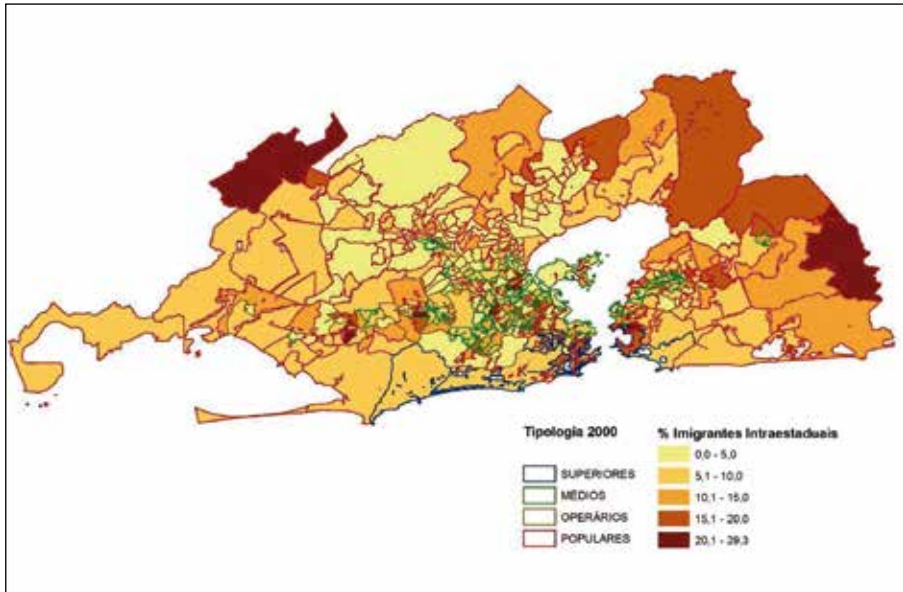 Tipologia 2000
SUPERIORES
MÉDIOS
OPERÁRIOS
POPULARES
% Imigrantes Intraestaduais
0,0 - 5,0
5,1 - 10,0
10,1 - 15,0
15,1 - 20,0
20,1 - 29,3